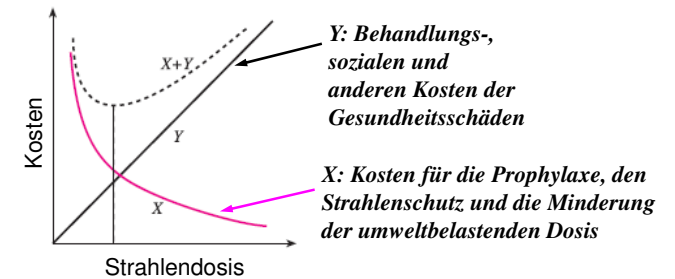 Kosten
X+Y
Y
X
Strahlendosis
Y: Behandlungs-,
sozialen und
anderen Kosten der
Gesundheitsschäden
X: Kosten für die Prophylaxe, den
Strahlenschutz und die Minderung
der umweltbelastenden Dosis